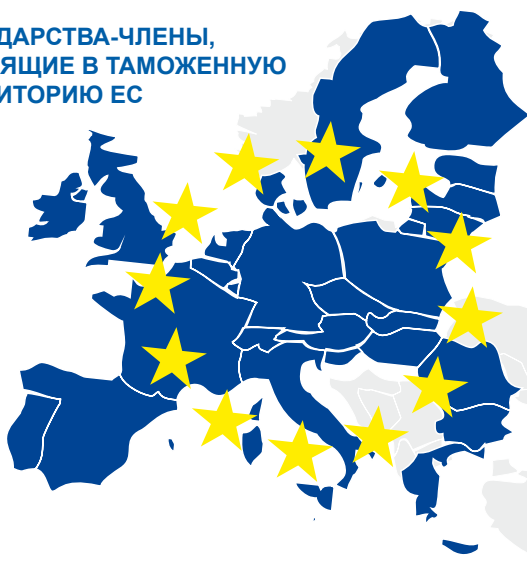 ДАРСТВА-ЧЛЕНЫ,
ЯЩИЕ В ТАМОЖЕННУЮ
ИТОРИЮ ЕС